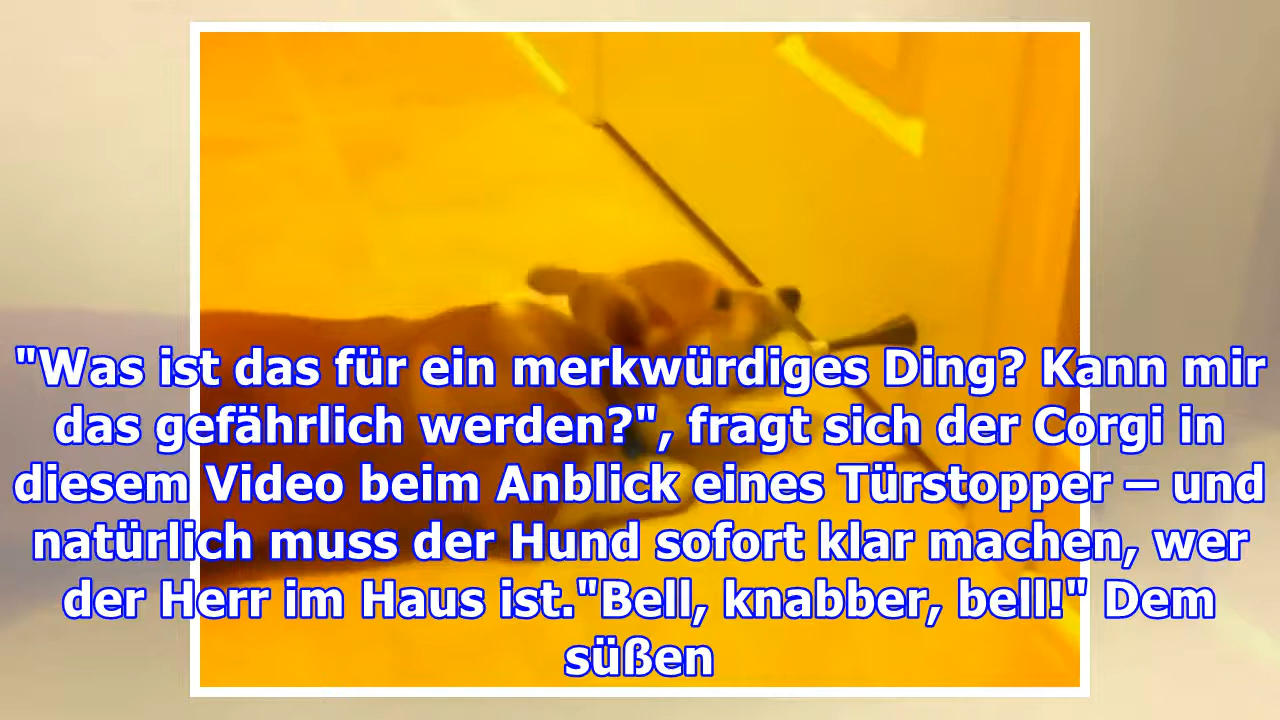 "Was ist das für ein merkwürdiges Ding? Kann mir
das gefährlich werden?", fragt sich der Corgi in
diesem Video beim Anblick eines Türstopper – und
natürlich muss der Hund sofort klar machen, wer
der Herr im Haus ist."Bell, knabber, bell!" Dem
süßen